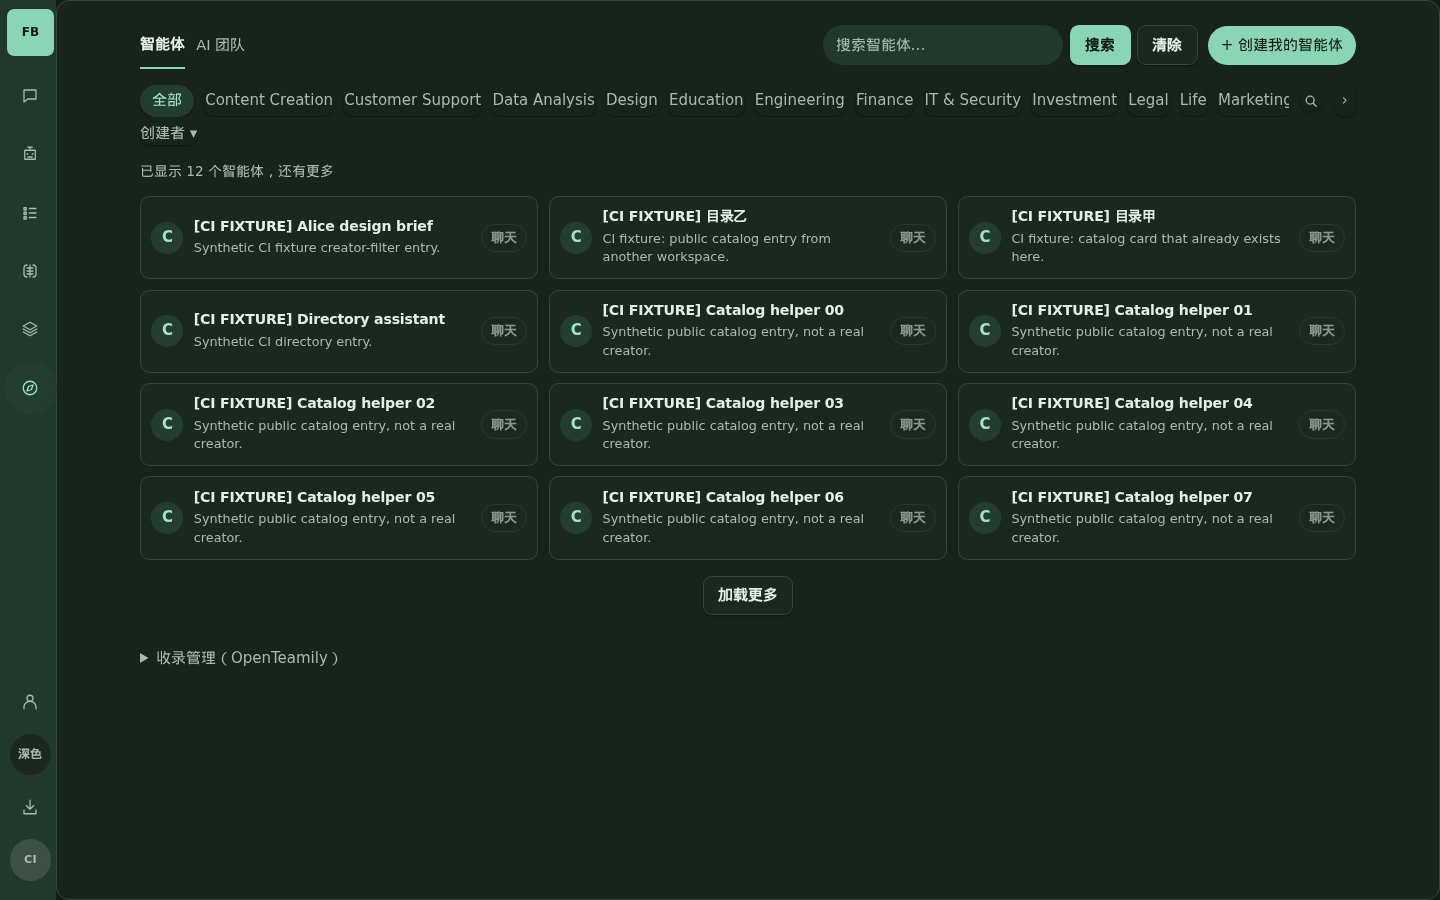 FB
智能体 AI 团队
搜索智能体...
搜索
清除
+ 创建我的智能体
全部 Content Creation Customer Support Data Analysis Design Education Engineering Finance IT & Security Investment Legal Life Marketing
创建者 ▾
已显示 12 个智能体，还有更多
C
[CI FIXTURE] Alice design brief
Synthetic CI fixture creator-filter entry.
聊天
C
[CI FIXTURE] 目录乙
CI fixture: public catalog entry from
another workspace.
聊天
C
[CI FIXTURE] 目录甲
CI fixture: catalog card that already exists
here.
聊天
C
[CI FIXTURE] Directory assistant
Synthetic CI directory entry.
聊天
C
[CI FIXTURE] Catalog helper 00
Synthetic public catalog entry, not a real
creator.
聊天
C
[CI FIXTURE] Catalog helper 01
Synthetic public catalog entry, not a real
creator.
聊天
C
[CI FIXTURE] Catalog helper 02
Synthetic public catalog entry, not a real
creator.
聊天
C
[CI FIXTURE] Catalog helper 03
Synthetic public catalog entry, not a real
creator.
聊天
C
[CI FIXTURE] Catalog helper 04
Synthetic public catalog entry, not a real
creator.
聊天
C
[CI FIXTURE] Catalog helper 05
Synthetic public catalog entry, not a real
creator.
聊天
C
[CI FIXTURE] Catalog helper 06
Synthetic public catalog entry, not a real
creator.
聊天
C
[CI FIXTURE] Catalog helper 07
Synthetic public catalog entry, not a real
creator.
聊天
加载更多
▶ 收录管理（OpenTeamily）
深色
CI